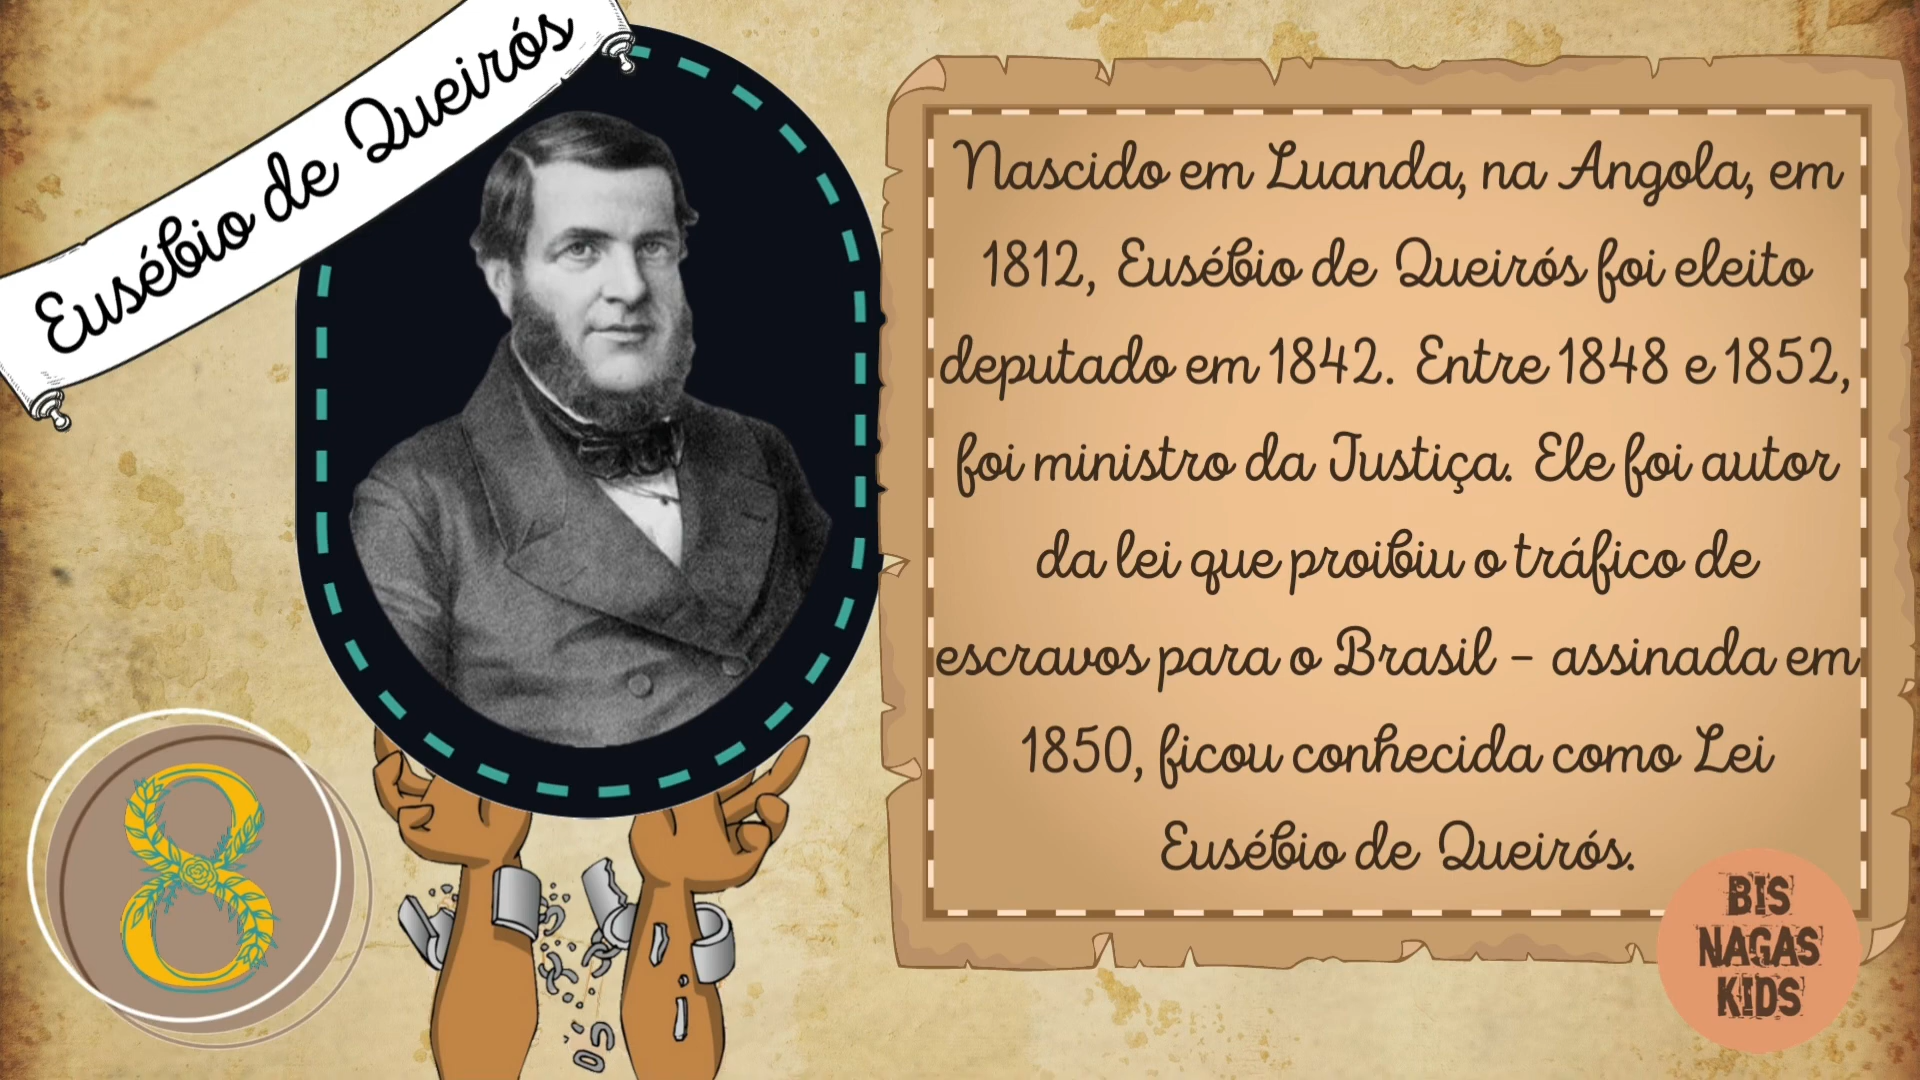 Eusébio de Queirós
Nascido em Luanda, na Angola, em
1812, Eusébio de Queirós foi eleito
deputado em 1842. Entre 1848 e 1852,
foi ministro da Justiça. Ele foi autor
da lei que proibiu o tráfico de
escravos para o Brasil – assinada em
1850, ficou conhecida como Lei
Eusébio de Queirós.
8
BIS
NAGAS
KIDS